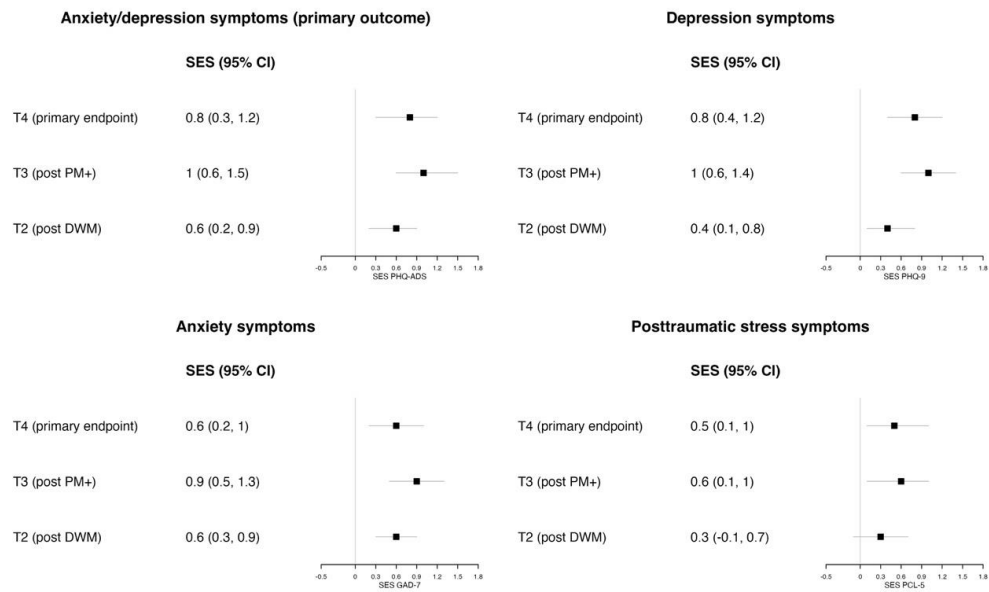 Anxiety/depression symptoms (primary outcome)
SES (95% CI)
T4 (primary endpoint) 0.8 (0.3, 1.2)
T3 (post PM+) 1 (0.6, 1.5)
T2 (post DWM) 0.6 (0.2, 0.9)
-0.5 0 0.3 0.6 0.9 1.2 1.5 1.8
SES PHQ-ADS
Depression symptoms
SES (95% CI)
T4 (primary endpoint) 0.8 (0.4, 1.2)
T3 (post PM+) 1 (0.6, 1.4)
T2 (post DWM) 0.4 (0.1, 0.8)
-0.5 0 0.3 0.6 0.9 1.2 1.5 1.8
SES PHQ-9
Anxiety symptoms
SES (95% CI)
T4 (primary endpoint) 0.6 (0.2, 1)
T3 (post PM+) 0.9 (0.5, 1.3)
T2 (post DWM) 0.6 (0.3, 0.9)
-0.5 0 0.3 0.6 0.9 1.2 1.5 1.8
SES GAD-7
Posttraumatic stress symptoms
SES (95% CI)
T4 (primary endpoint) 0.5 (0.1, 1)
T3 (post PM+) 0.6 (0.1, 1)
T2 (post DWM) 0.3 (-0.1, 0.7)
-0.5 0 0.3 0.6 0.9 1.2 1.5 1.8
SES PCL-5